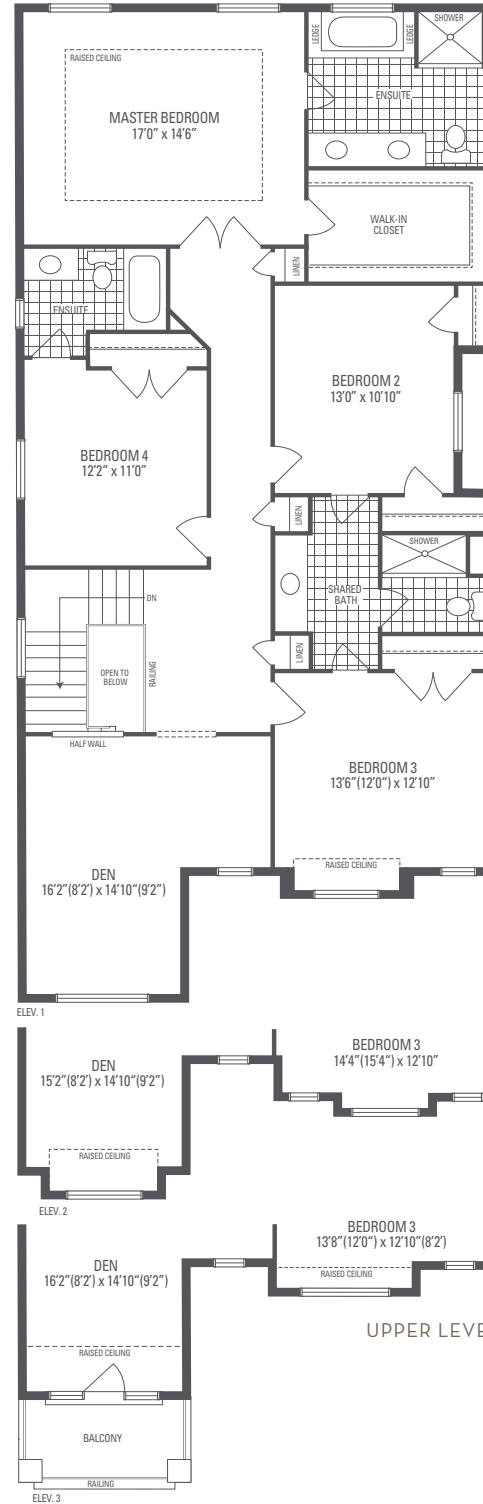 LEDGE
LEDGE
SHOWER
RAISED CEILING
MASTER BEDROOM
17'0" x 14'6"
ENSUITE
WALK-IN
CLOSET
LINEN
ENSUITE
BEDROOM 2
13'0" x 10'10"
BEDROOM 4
12'2" x 11'0"
LINEN
SHOWER
SHARED
BATH
DN
OPEN TO
BELOW
RAILING
LINEN
HALF WALL
BEDROOM 3
13'6"(12'0") x 12'10"
RAISED CEILING
DEN
16'2"(8'2') x 14'10"(9'2")
ELEV. 1
BEDROOM 3
14'4"(15'4") x 12'10"
DEN
15'2"(8'2') x 14'10"(9'2")
RAISED CEILING
ELEV. 2
BEDROOM 3
13'8"(12'0") x 12'10"(8'2')
RAISED CEILING
DEN
16'2"(8'2') x 14'10"(9'2")
UPPER LEVE
RAISED CEILING
BALCONY
RAILING
ELEV. 3